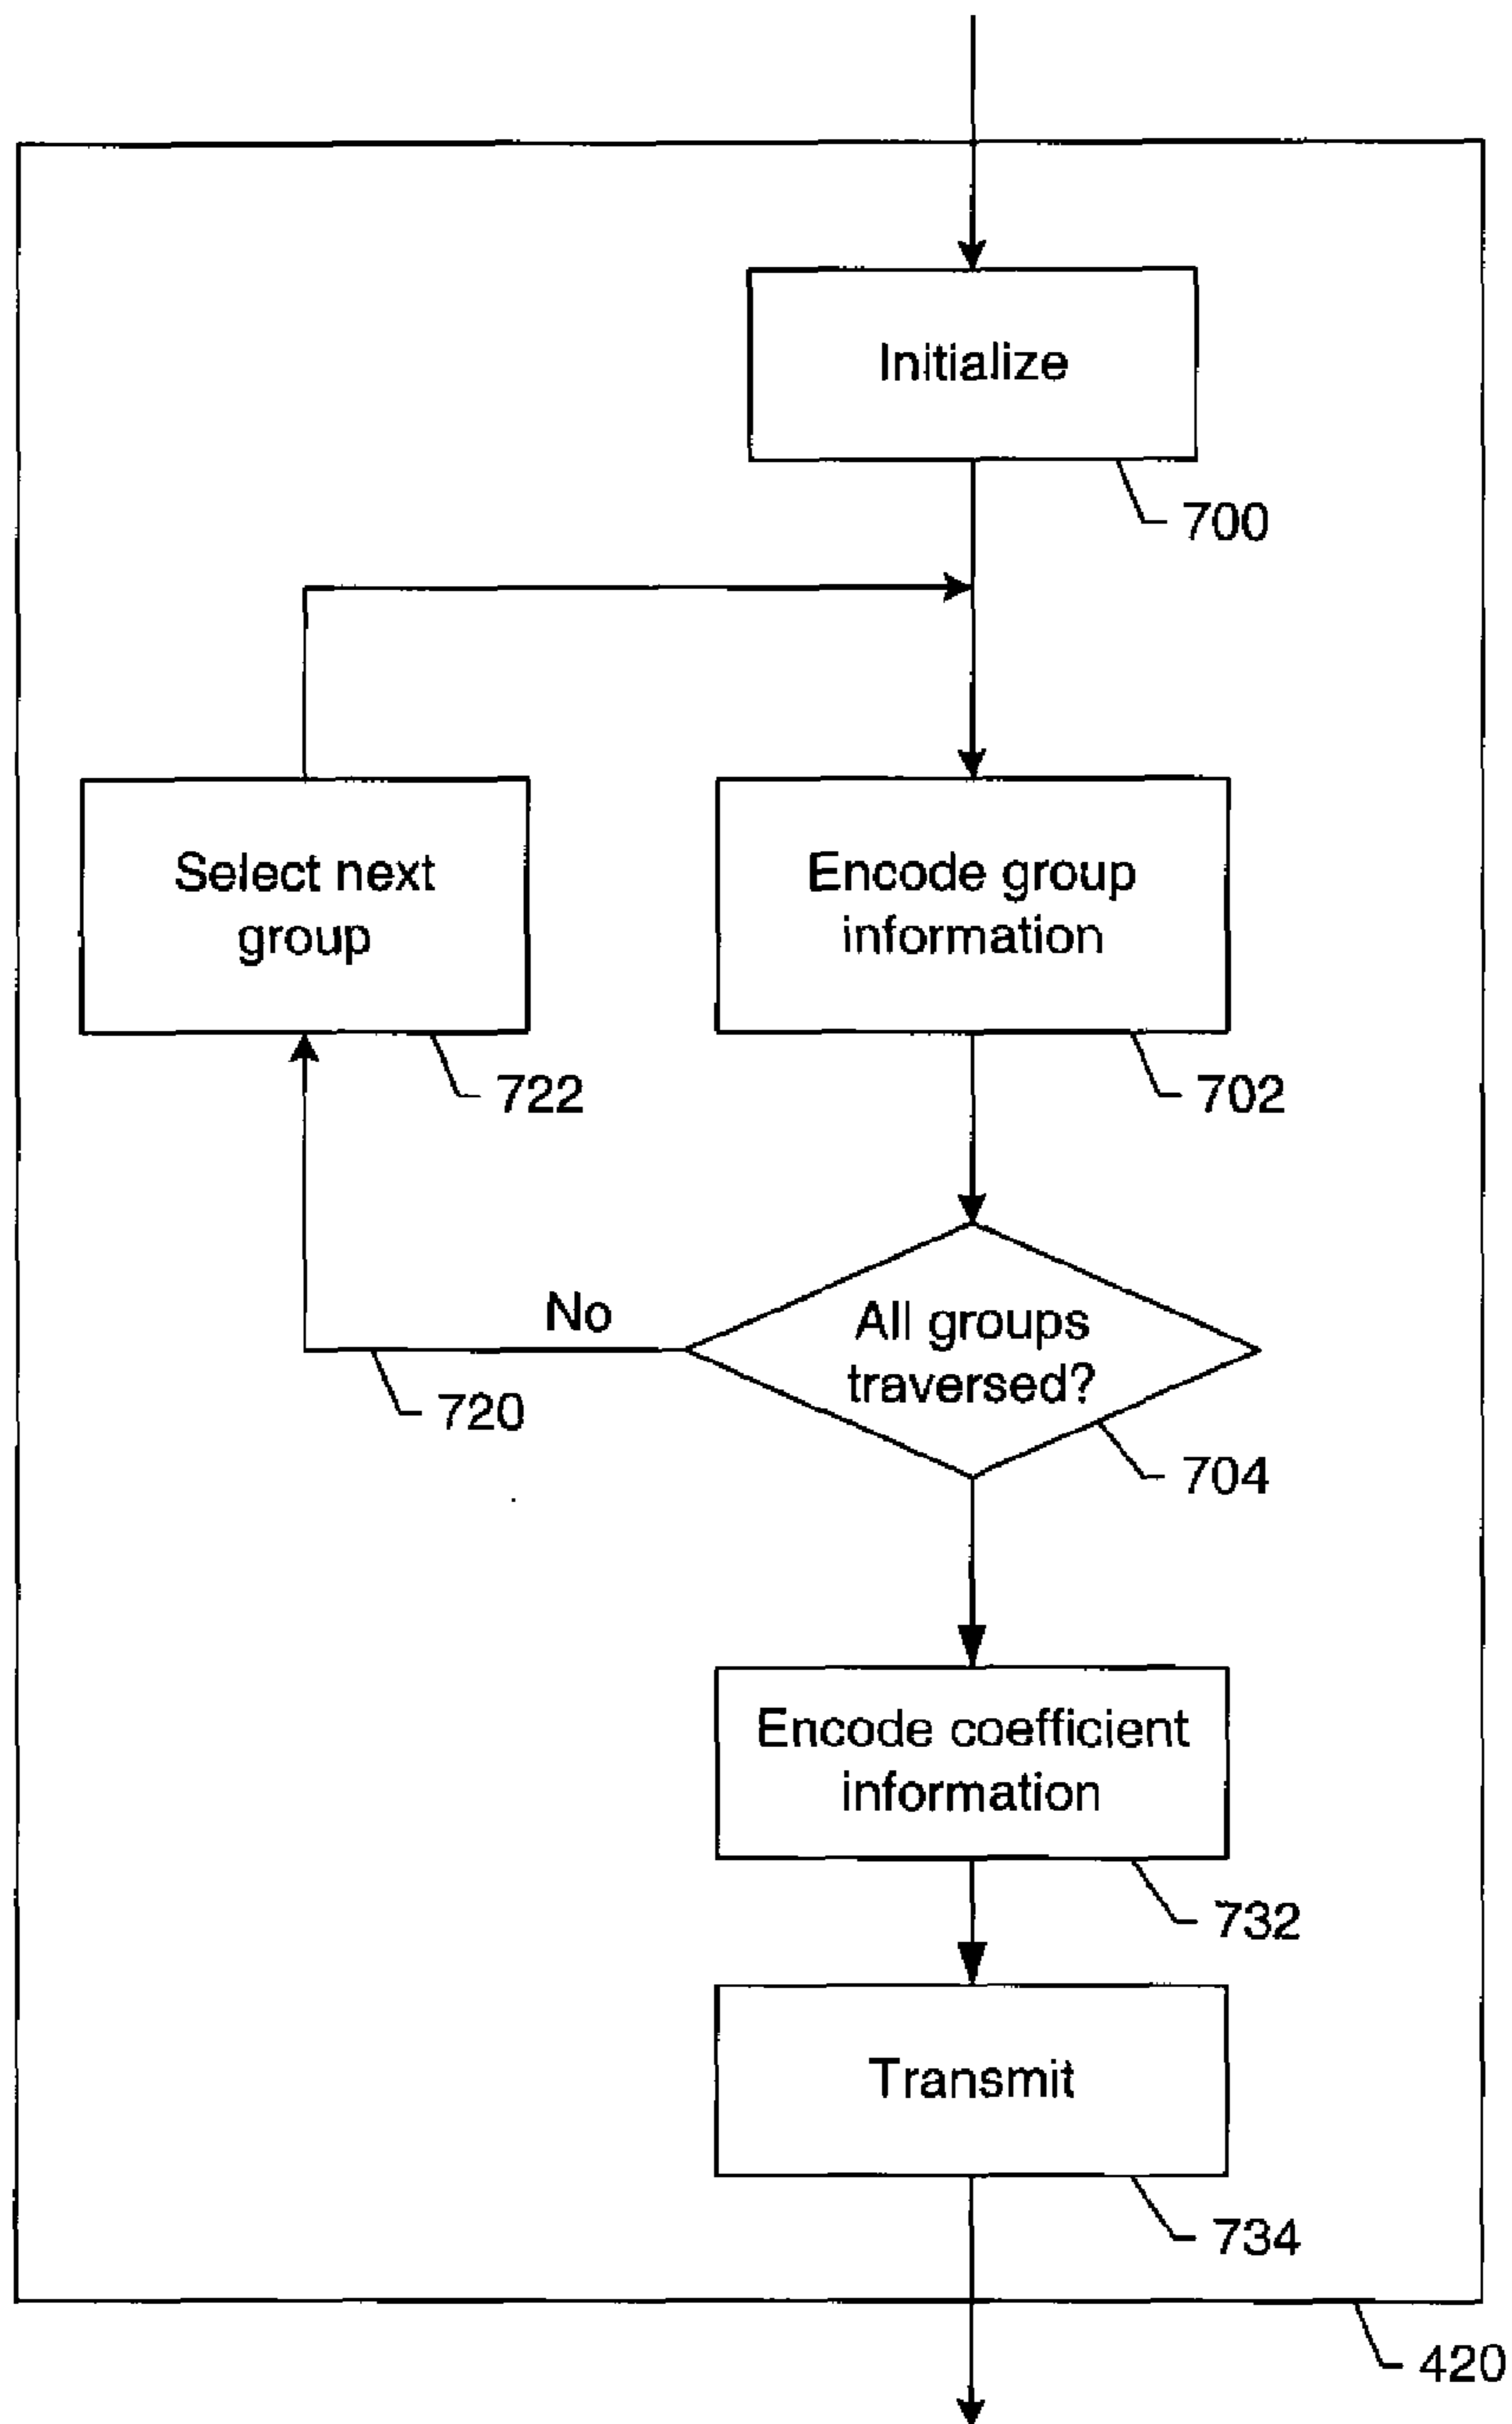 Initialize
700
Select next
group
722
Encode group
information
702
No
720
All groups
traversed?
704
Encode coefficient
information
732
Transmit
734
420